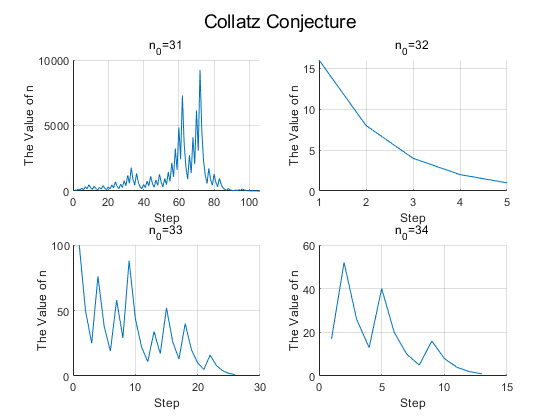 Collatz Conjecture
n₀=31
10000
5000
0
The Value of n
0 20 40 60 80 100
Step
n₀=32
15
10
5
0
The Value of n
1 2 3 4 5
Step
n₀=33
100
50
0
The Value of n
0 10 20 30
Step
n₀=34
60
40
20
0
The Value of n
0 5 10 15
Step